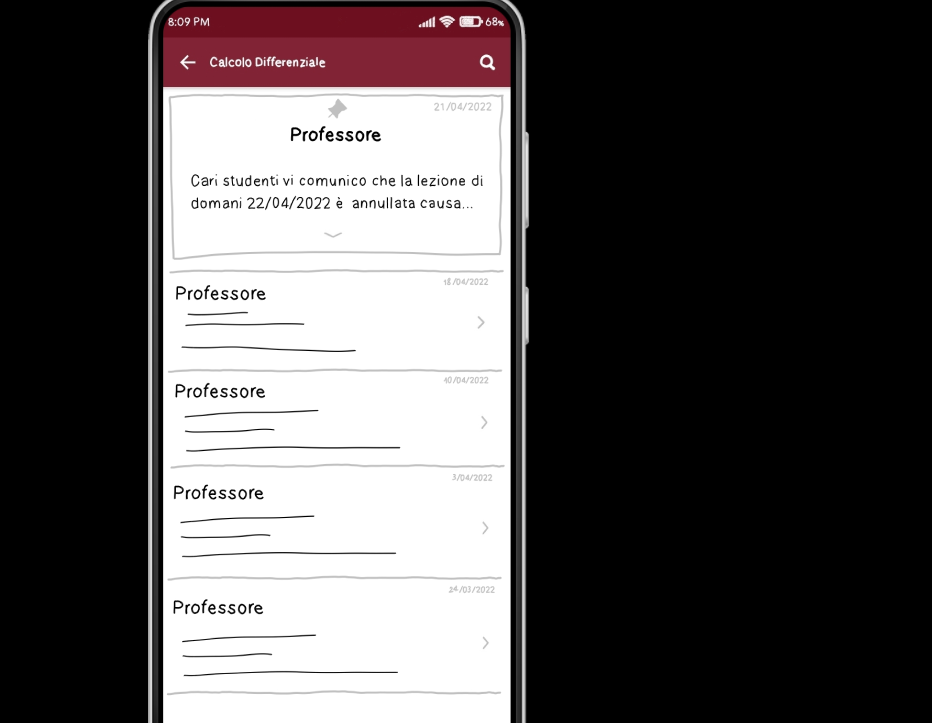 8:09 PM 68%
Calcolo Differenziale
21/04/2022
Professore
Cari studenti vi comunico che la lezione di
domani 22/04/2022 è annullata causa...
18/04/2022
Professore
10/04/2022
Professore
3/04/2022
Professore
24/03/2022
Professore